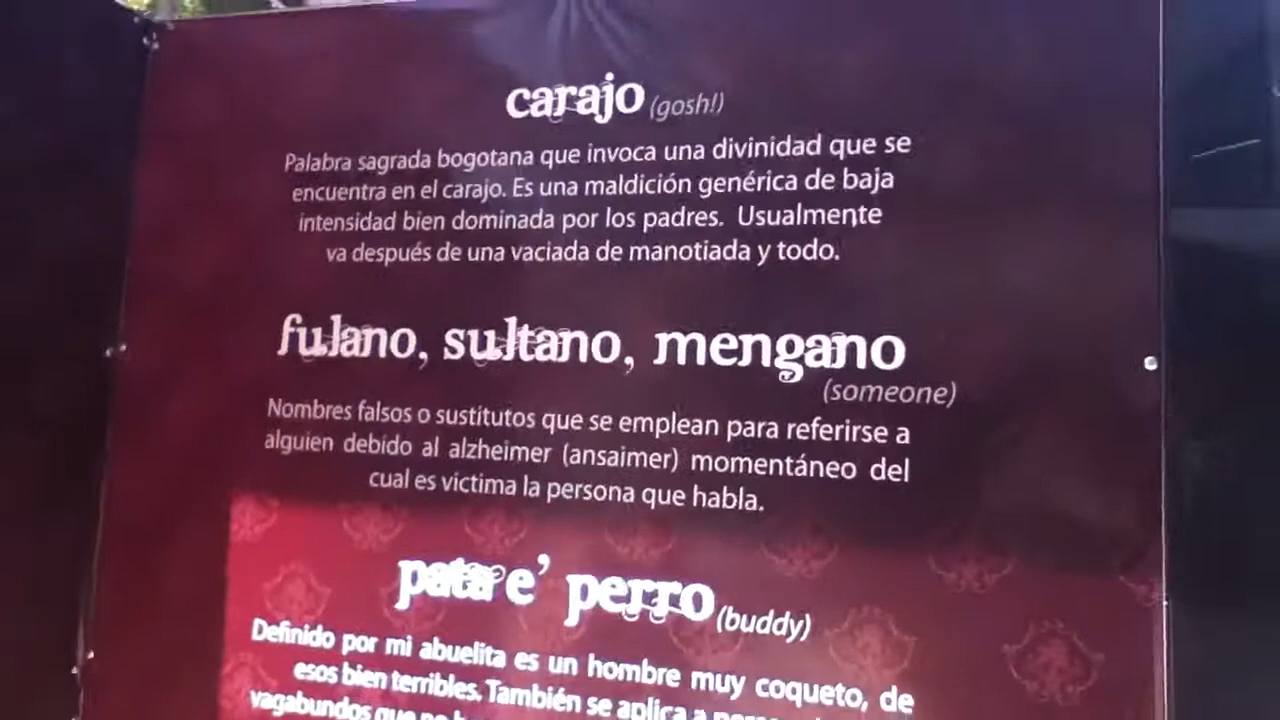 carajo (gosh!)
Palabra sagrada bogotana que invoca una divinidad que se
encuentra en el carajo. Es una maldición genérica de baja
intensidad bien dominada por los padres. Usualmente
va después de una vaciada de manotiada y todo.
fulano, sultano, mengano
(someone)
Nombres falsos o sustitutos que se emplean para referirse a
alguien debido al alzheimer (ansaimer) momentáneo del
cual es victima la persona que habla.
pata e' perro (buddy)
Definido por mi abuelita es un hombre muy coqueto, de
esos bien terribles. También se aplica a
vagabundos que no